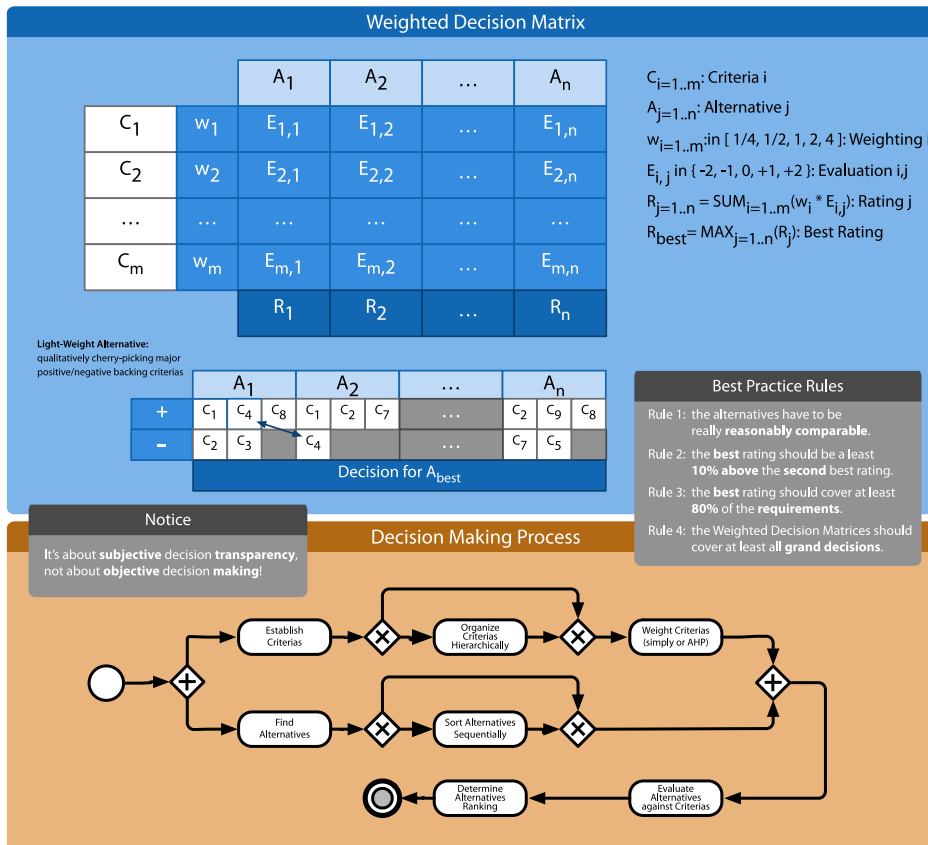 Weighted Decision Matrix
A1 A2 ... An
C1 w1 E1,1 E1,2 ... E1,n
C2 w2 E2,1 E2,2 ... E2,n
... ... ... ... ... ...
Cm wm Em,1 Em,2 ... Em,n
R1 R2 ... Rn
Ci=1..m: Criteria i
Aj=1..n: Alternative j
wi=1..m:in [ 1/4, 1/2, 1, 2, 4 ]: Weighting i
Ei, j in { -2, -1, 0, +1, +2 }: Evaluation i,j
Rj=1..n = SUMi=1..m(wi * Ei,j): Rating j
Rbest= MAXj=1..n(Rj): Best Rating
Light-Weight Alternative:
qualitatively cherry-picking major
positive/negative backing criterias
A1 A2 ... An
+ C1 C4 C8 C1 C2 C7 ... C2 C9 C8
– C2 C3 C4 ... C7 C5
Decision for Abest
Best Practice Rules
Rule 1: the alternatives have to be
really reasonably comparable.
Rule 2: the best rating should be a least
10% above the second best rating.
Rule 3: the best rating should cover at least
80% of the requirements.
Rule 4: the Weighted Decision Matrices should
cover at least all grand decisions.
Notice
It's about subjective decision transparency,
not about objective decision making!
Decision Making Process
Establish
Criterias
Organize
Criterias
Hierarchically
Weight Criterias
(simply or AHP)
Find
Alternatives
Sort Alternatives
Sequentially
Determine
Alternatives
Ranking
Evaluate
Alternatives
against Criterias